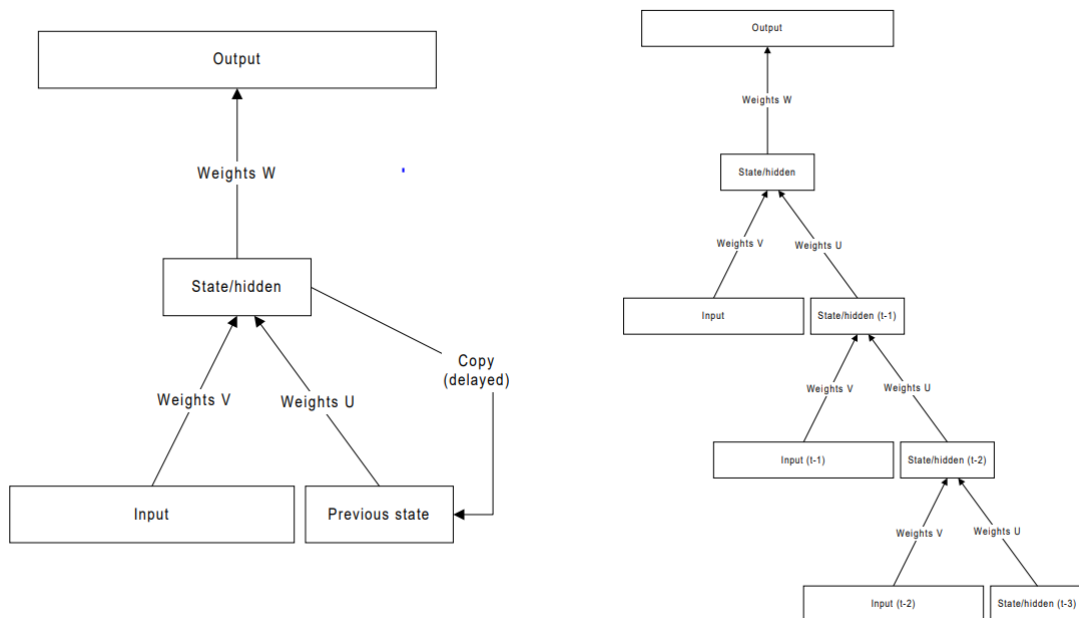 Output
Weights W
State/hidden
Copy
(delayed)
Weights V
Weights U
Input
Previous state
Output
Weights W
State/hidden
Weights V
Weights U
Input
State/hidden (t-1)
Weights V
Weights U
Input (t-1)
State/hidden (t-2)
Weights V
Weights U
Input (t-2)
State/hidden (t-3)